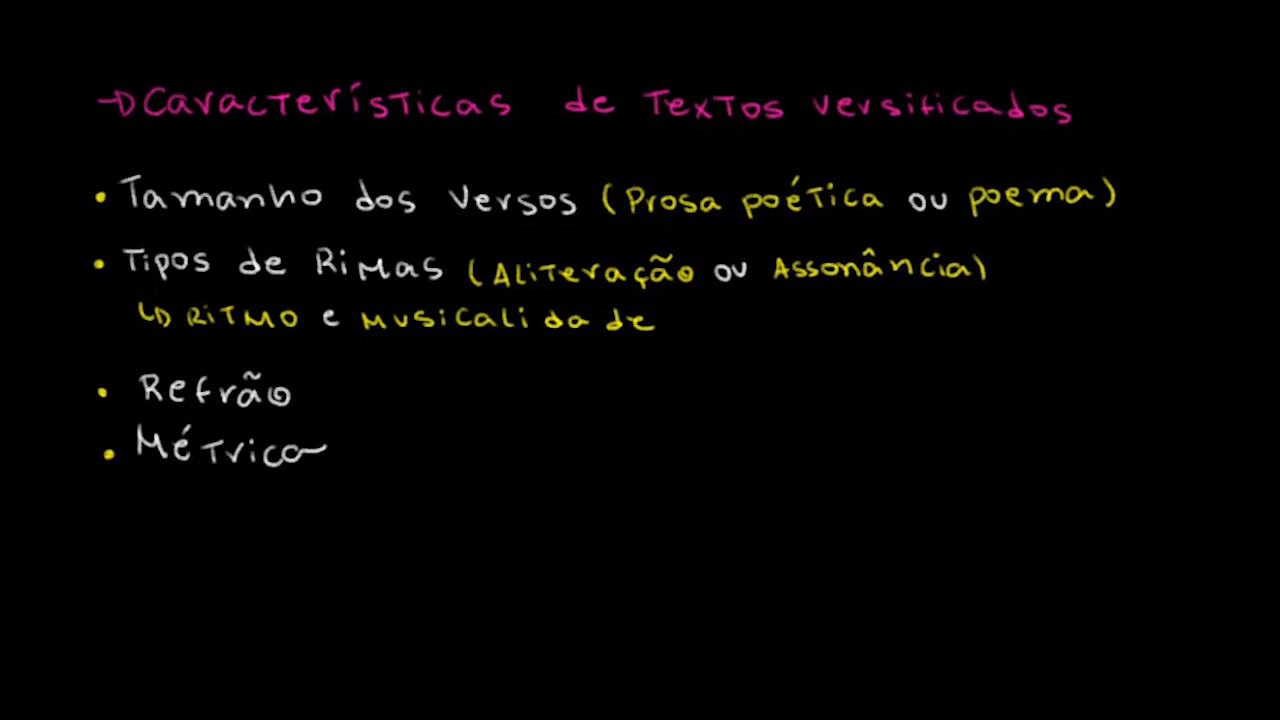 →Características de Textos versificados
• Tamanho dos versos (Prosa poética ou poema)
• Tipos de Rimas (Aliteração ou Assonância)
↳ Ritmo e musicalidade
• Refrão
• Métrica